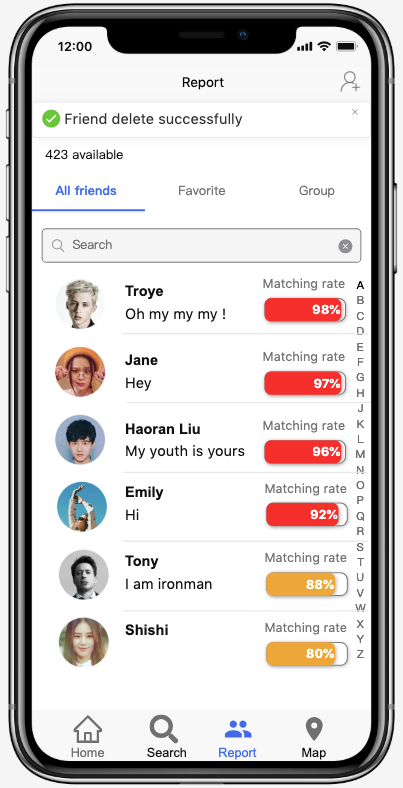 12:00
Report
Friend delete successfully
×
423 available
All friends Favorite Group
Search
Troye
Oh my my my !
Matching rate
98%
Jane
Hey
Matching rate
97%
Haoran Liu
My youth is yours
Matching rate
96%
Emily
Hi
Matching rate
92%
Tony
I am ironman
Matching rate
88%
Shishi
Matching rate
80%
A
B
C
D
E
F
G
H
J
K
L
M
N
O
P
Q
R
S
T
U
V
W
X
Y
Z
Home Search Report Map